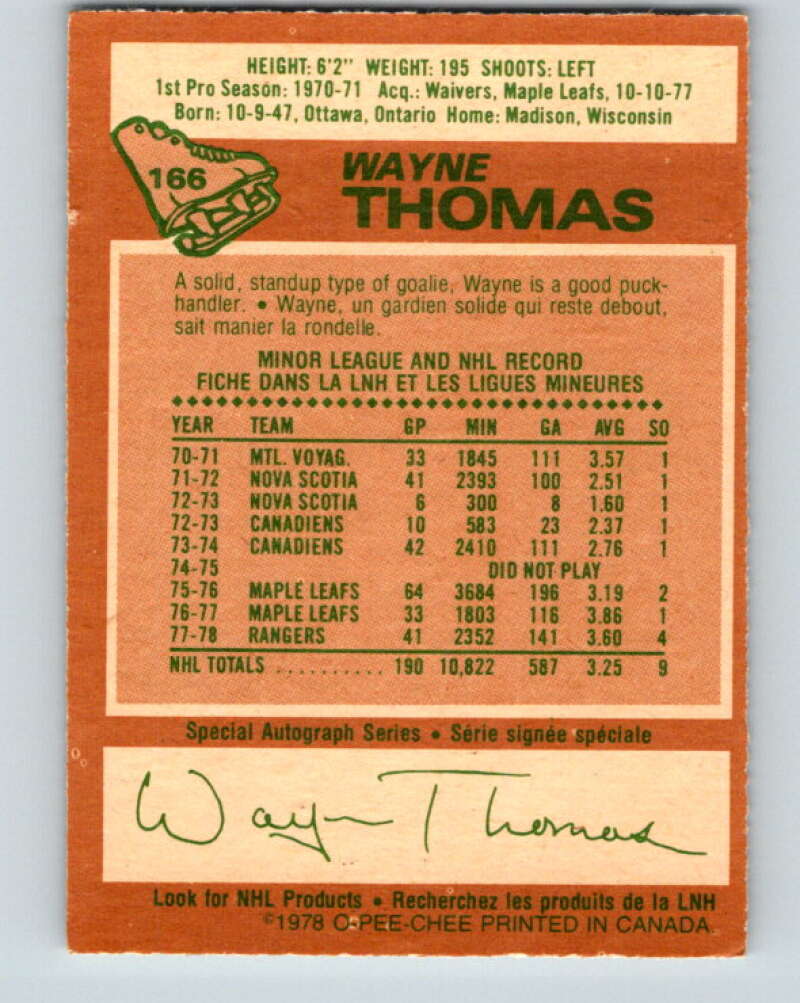 HEIGHT: 6'2" WEIGHT: 195 SHOOTS: LEFT
1st Pro Season: 1970-71 Acq.: Waivers, Maple Leafs, 10-10-77
Born: 10-9-47, Ottawa, Ontario Home: Madison, Wisconsin
166
WAYNE
THOMAS
A solid, standup type of goalie, Wayne is a good puck-
handler. • Wayne, un gardien solide qui reste debout,
sait manier la rondelle.
MINOR LEAGUE AND NHL RECORD
FICHE DANS LA LNH ET LES LIGUES MINEURES
YEAR TEAM GP MIN GA AVG SO
70-71 MTL. VOYAG. 33 1845 111 3.57 1
71-72 NOVA SCOTIA 41 2393 100 2.51 1
72-73 NOVA SCOTIA 6 300 8 1.60 1
72-73 CANADIENS 10 583 23 2.37 1
73-74 CANADIENS 42 2410 111 2.76 1
74-75 DID NOT PLAY
75-76 MAPLE LEAFS 64 3684 196 3.19 2
76-77 MAPLE LEAFS 33 1803 116 3.86 1
77-78 RANGERS 41 2352 141 3.60 4
NHL TOTALS .......... 190 10,822 587 3.25 9
Special Autograph Series • Série signée spéciale
Wayne Thomas
Look for NHL Products • Recherchez les produits de la LNH
©1978 O-PEE-CHEE PRINTED IN CANADA.